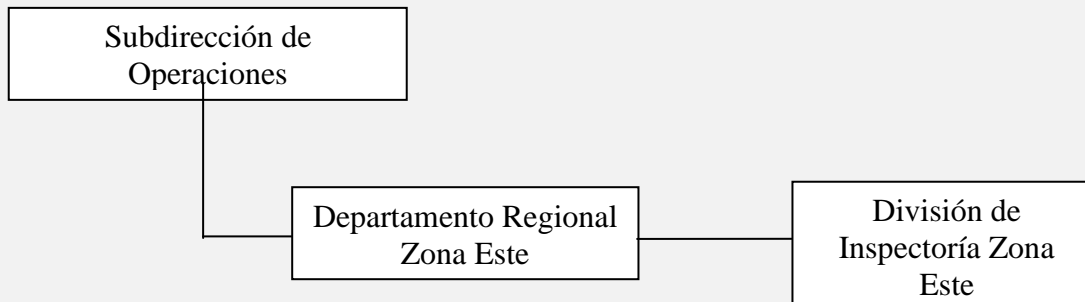 Subdirección de
Operaciones
Departamento Regional
Zona Este
División de
Inspectoría Zona
Este